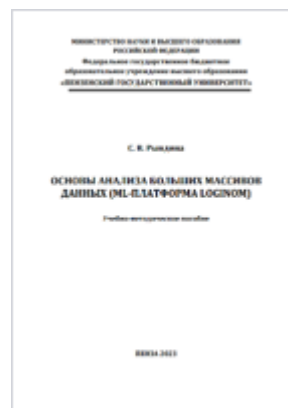 МИНИСТЕРСТВО НАУКИ И ВЫСШЕГО ОБРАЗОВАНИЯ
РОССИЙСКОЙ ФЕДЕРАЦИИ
Федеральное государственное бюджетное
образовательное учреждение высшего образования
«ПЕНЗЕНСКИЙ ГОСУДАРСТВЕННЫЙ УНИВЕРСИТЕТ»
С. В. Рындина
ОСНОВЫ АНАЛИЗА БОЛЬШИХ МАССИВОВ
ДАННЫХ (ML-ПЛАТФОРМА LOGINOM)
Учебно-методическое пособие
ПЕНЗА 2023